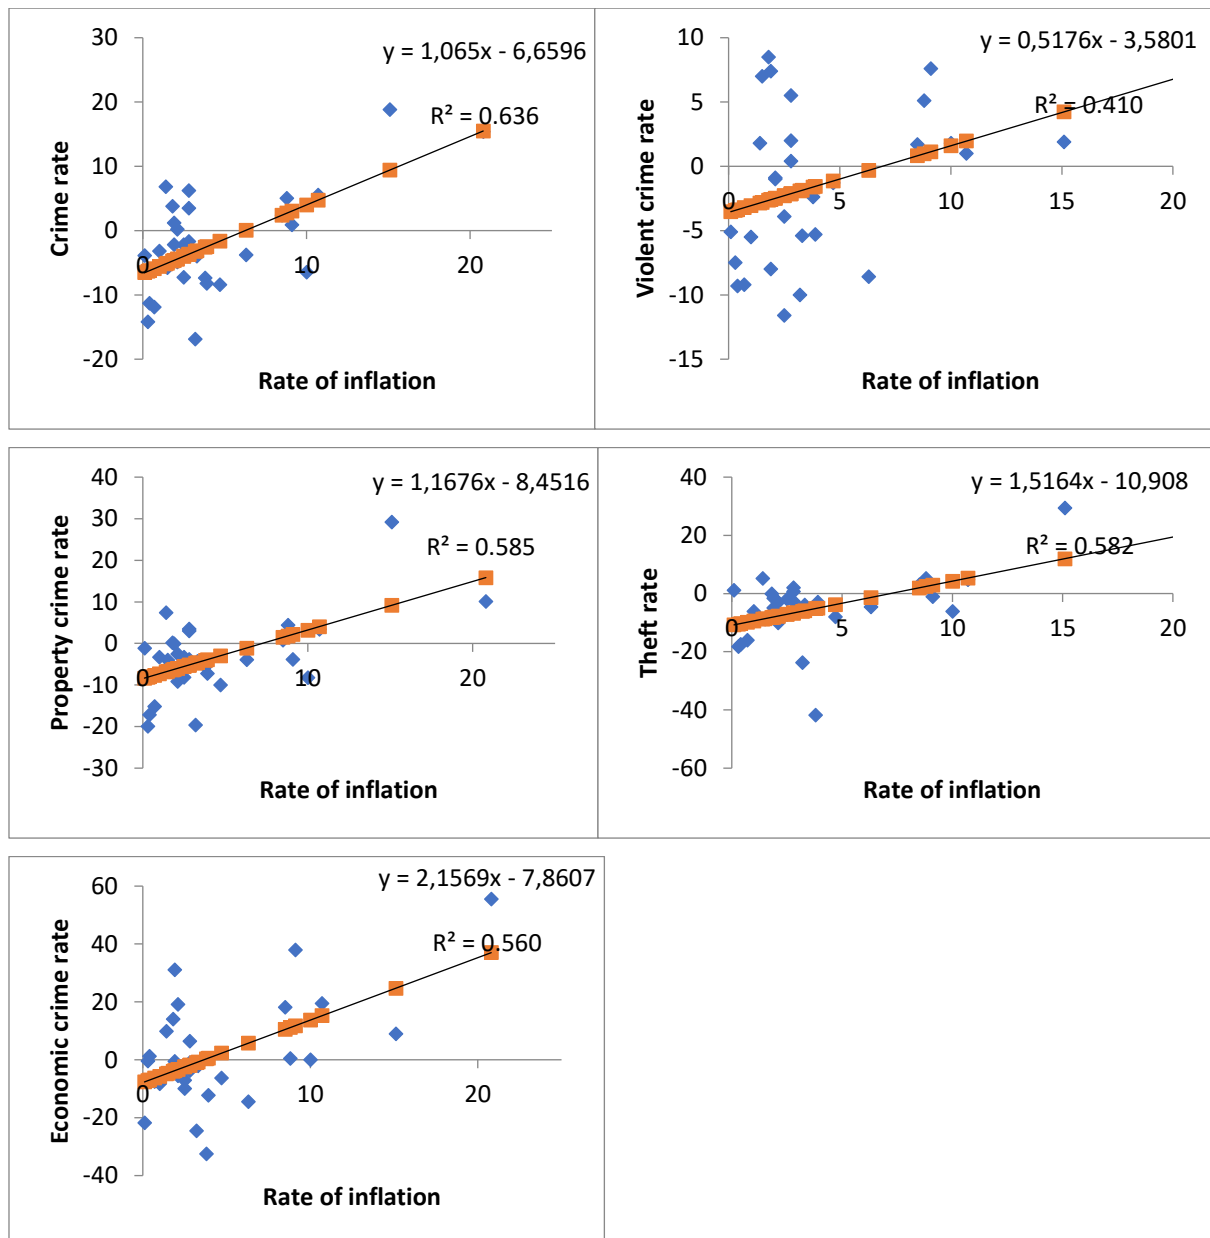 y = 1,065x - 6,6596
R² = 0.636
30
20
10
0
-10
-20
0
10
20
Crime rate
Rate of inflation
y = 0,5176x - 3,5801
R² = 0.410
10
5
0
-5
-10
-15
0
5
10
15
20
Violent crime rate
Rate of inflation
y = 1,1676x - 8,4516
R² = 0.585
40
30
20
10
0
-10
-20
-30
0
10
20
Property crime rate
Rate of inflation
y = 1,5164x - 10,908
R² = 0.582
40
20
0
-20
-40
-60
0
5
10
15
20
Theft rate
Rate of inflation
y = 2,1569x - 7,8607
R² = 0.560
60
40
20
0
-20
-40
0
10
20
Economic crime rate
Rate of inflation